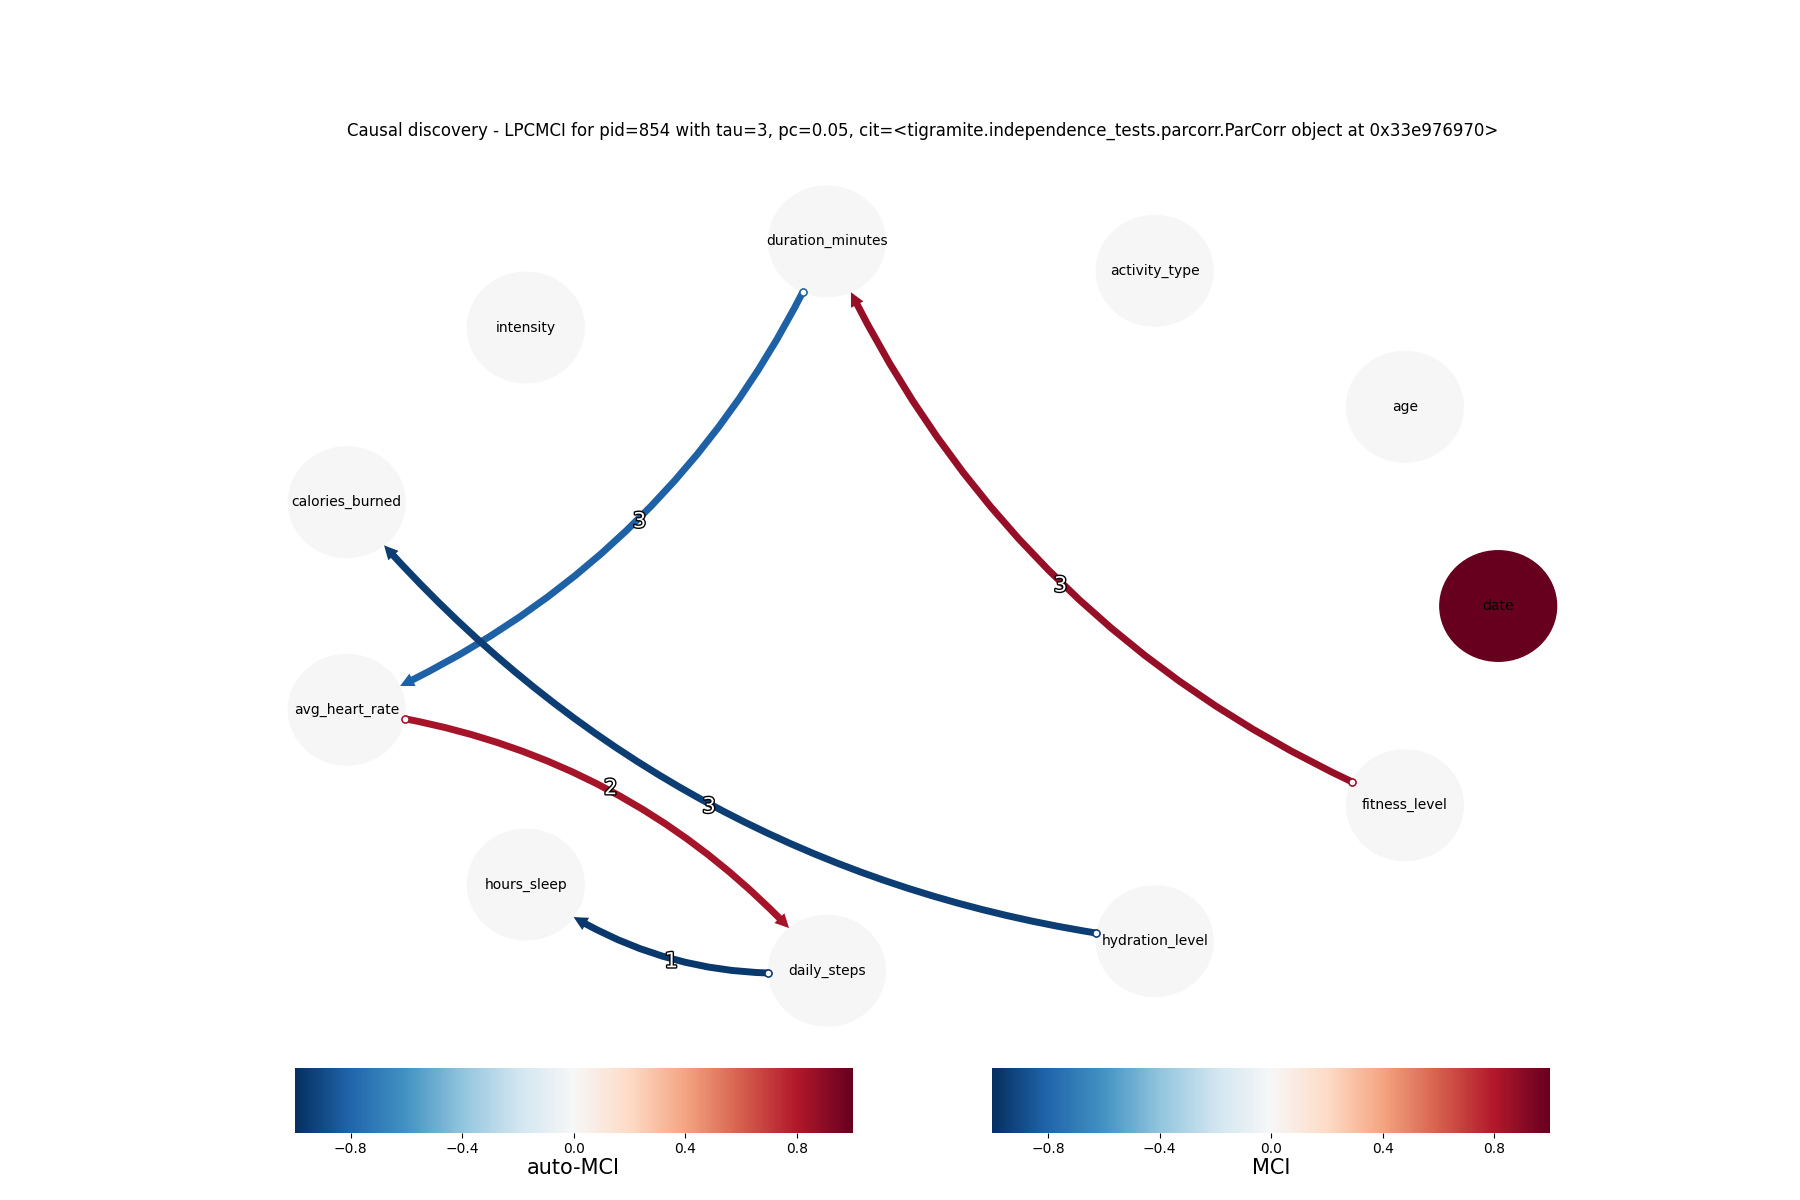 Causal discovery - LPCMCI for pid=854 with tau=3, pc=0.05, cit=<tigramite.independence_tests.parcorr.ParCorr object at 0x33e976970>
duration_minutes
activity_type
intensity
age
calories_burned
3
3
date
avg_heart_rate
2
3
fitness_level
hours_sleep
hydration_level
1
daily_steps
−0.8 −0.4 0.0 0.4 0.8
auto-MCI
−0.8 −0.4 0.0 0.4 0.8
MCI